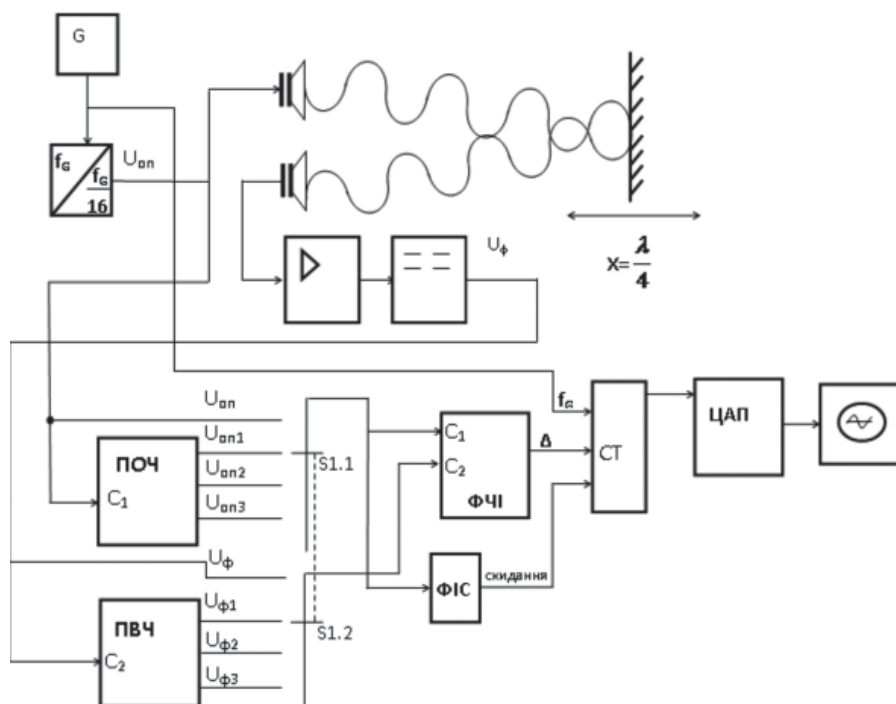 G
f_G
f_G
16
U_оп
U_ф
x=λ/4
U_оп
U_оп1
U_оп2
U_оп3
ПОЧ
C₁
S1.1
C₁
C₂
ФЧІ
Δ
f_G
СТ
ЦАП
U_ф
U_ф1
U_ф2
U_ф3
ПВЧ
C₂
S1.2
ФІС
скидання